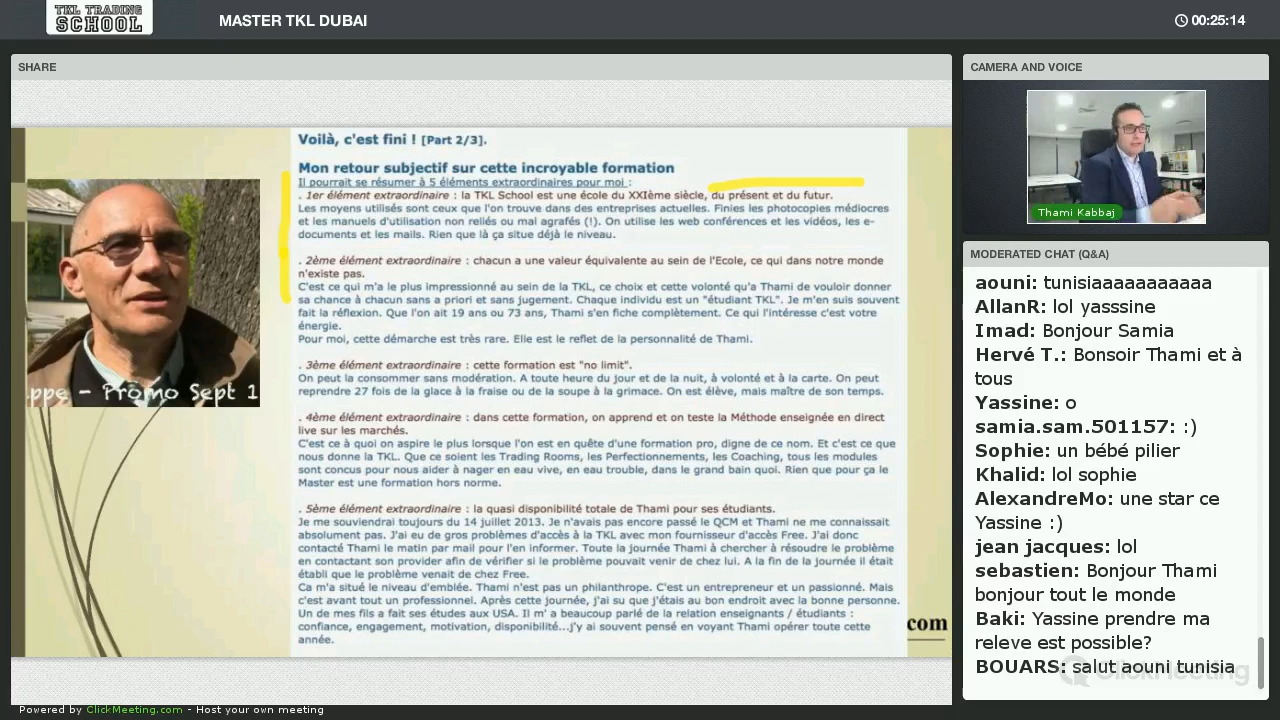 TKL TRADING
SCHOOL
MASTER TKL DUBAI
00:25:14
SHARE
Voilà, c'est fini ! [Part 2/3].
Mon retour subjectif sur cette incroyable formation
Il pourrait se résumer à 5 éléments extraordinaires pour moi :
. 1er élément extraordinaire : la TKL School est une école du XXIème siècle, du présent et du futur.
Les moyens utilisés sont ceux que l'on trouve dans des entreprises actuelles. Finies les photocopies médiocres
et les manuels d'utilisation non reliés ou mal agrafés (!). On utilise les web conférences et les vidéos, les e-
documents et les mails. Rien que là ça situe déjà le niveau.
. 2ème élément extraordinaire : chacun a une valeur équivalente au sein de l'Ecole, ce qui dans notre monde
n'existe pas.
C'est ce qui m'a le plus impressionné au sein de la TKL, ce choix et cette volonté qu'a Thami de vouloir donner
sa chance à chacun sans a priori et sans jugement. Chaque individu est un "étudiant TKL". Je m'en suis souvent
fait la réflexion. Que l'on ait 19 ans ou 73 ans, Thami s'en fiche complètement. Ce qui l'intéresse c'est votre
énergie.
Pour moi, cette démarche est très rare. Elle est le reflet de la personnalité de Thami.
. 3ème élément extraordinaire : cette formation est "no limit".
On peut la consommer sans modération. A toute heure du jour et de la nuit, à volonté et à la carte. On peut
reprendre 27 fois de la glace à la fraise ou de la soupe à la grimace. On est élève, mais maître de son temps.
. 4ème élément extraordinaire : dans cette formation, on apprend et on teste la Méthode enseignée en direct
live sur les marchés.
C'est ce à quoi on aspire le plus lorsque l'on est en quête d'une formation pro, digne de ce nom. Et c'est ce que
nous donne la TKL. Que ce soient les Trading Rooms, les Perfectionnements, les Coaching, tous les modules
sont concus pour nous aider à nager en eau vive, en eau trouble, dans le grand bain quoi. Rien que pour ça le
Master est une formation hors norme.
. 5ème élément extraordinaire : la quasi disponibilité totale de Thami pour ses étudiants.
Je me souviendrai toujours du 14 juillet 2013. Je n'avais pas encore passé le QCM et Thami ne me connaissait
absolument pas. J'ai eu de gros problèmes d'accès à la TKL avec mon fournisseur d'accès Free. J'ai donc
contacté Thami le matin par mail pour l'en informer. Toute la journée Thami à chercher à résoudre le problème
en contactant son provider afin de vérifier si le problème pouvait venir de chez lui. A la fin de la journée il était
établi que le problème venait de chez Free.
Ca m'a situé le niveau d'emblée. Thami n'est pas un philanthrope. C'est un entrepreneur et un passionné. Mais
c'est avant tout un professionnel. Après cette journée, j'ai su que j'étais au bon endroit avec la bonne personne.
Un de mes fils a fait ses études aux USA. Il m' a beaucoup parlé de la relation enseignants / étudiants :
confiance, engagement, motivation, disponibilité...j'y ai souvent pensé en voyant Thami opérer toute cette
année.
ppe - Promo Sept 1
com
Powered by ClickMeeting.com - Host your own meeting
CAMERA AND VOICE
Thami Kabbaj
MODERATED CHAT (Q&A)
aouni: tunisiaaaaaaaaaaa
AllanR: lol yasssine
Imad: Bonjour Samia
Hervé T.: Bonsoir Thami et à
tous
Yassine: o
samia.sam.501157: :)
Sophie: un bébé pilier
Khalid: lol sophie
AlexandreMo: une star ce
Yassine :)
jean jacques: lol
sebastien: Bonjour Thami
bonjour tout le monde
Baki: Yassine prendre ma
releve est possible?
BOUARS: salut aouni tunisia
ClickMeeting